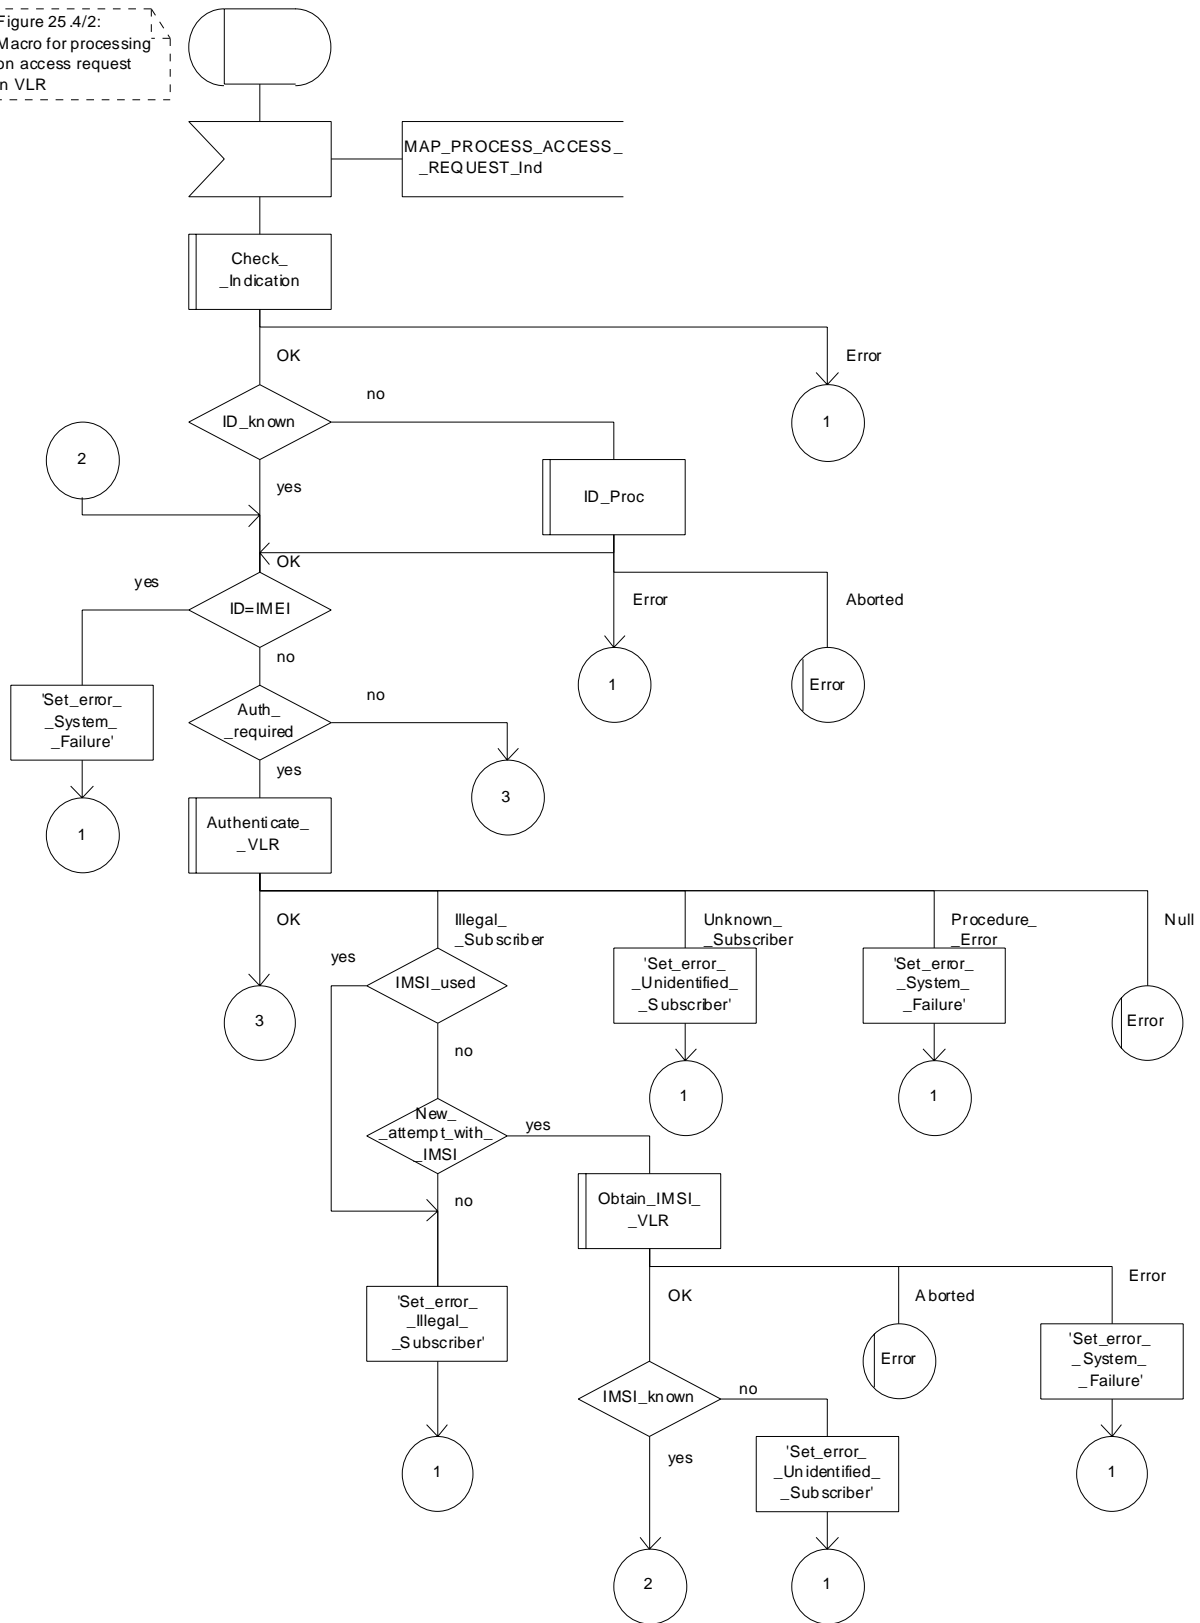 Figure 25.4/2:
Macro for processing
on access request
in VLR
MAP_PROCESS_ACCESS_
_REQUEST_Ind
Check_
_Indication
OK
Error
1
ID_known
no
2
yes
ID_Proc
OK
yes
ID=IMEI
Error
Aborted
no
1
Error
'Set_error_
_System_
_Failure'
Auth_
_required
no
yes
3
1
Authenticate_
_VLR
OK
Illegal_
_Subscriber
Unknown_
_Subscriber
Procedure_
_Error
Null
yes
IMSI_used
'Set_error_
_Unidentified_
_Subscriber'
'Set_error_
_System_
_Failure'
3
Error
no
1
1
New_
_attempt_with_
_IMSI
yes
no
Obtain_IMSI_
_VLR
'Set_error_
_Illegal_
_Subscriber'
OK
Aborted
Error
Error
'Set_error_
_System_
_Failure'
IMSI_known
no
1
yes
'Set_error_
_Unidentified_
_Subscriber'
1
2
1